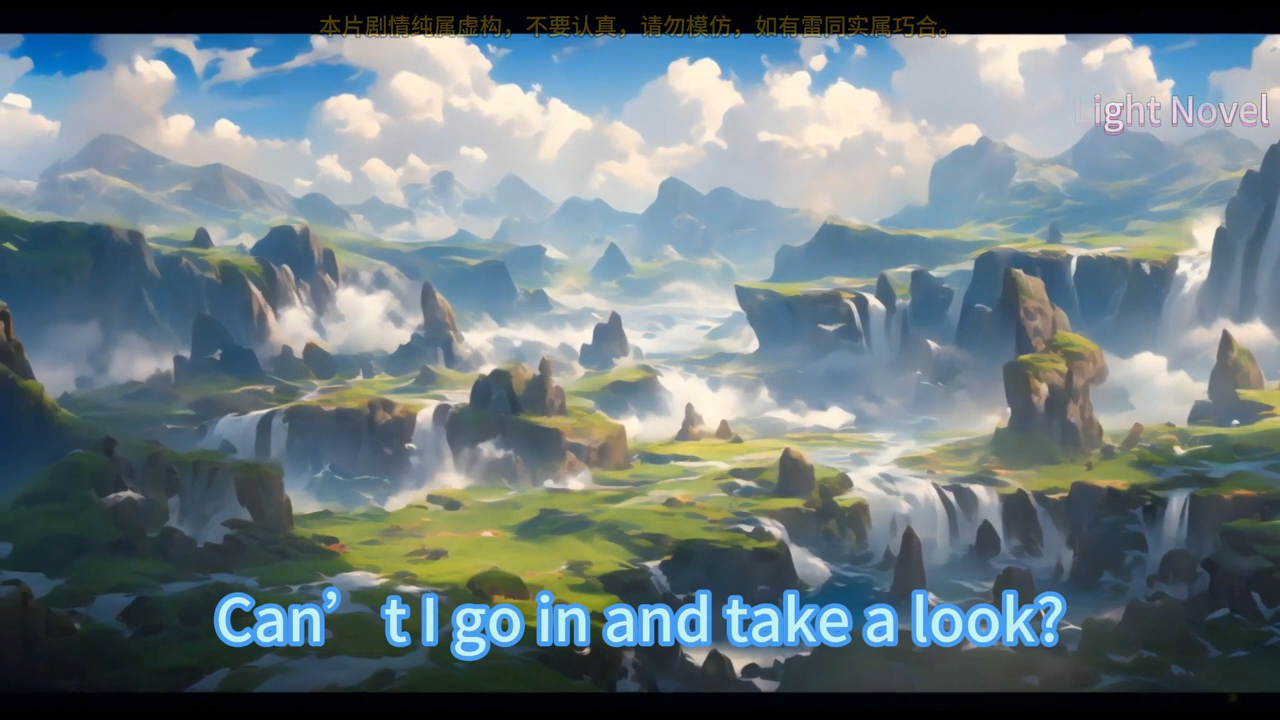 本片剧情纯属虚构，不要认真，请勿模仿，如有雷同实属巧合。
Light Novel
Can’t I go in and take a look?